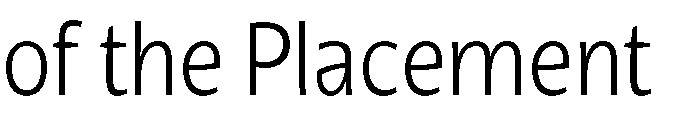 of the Placement